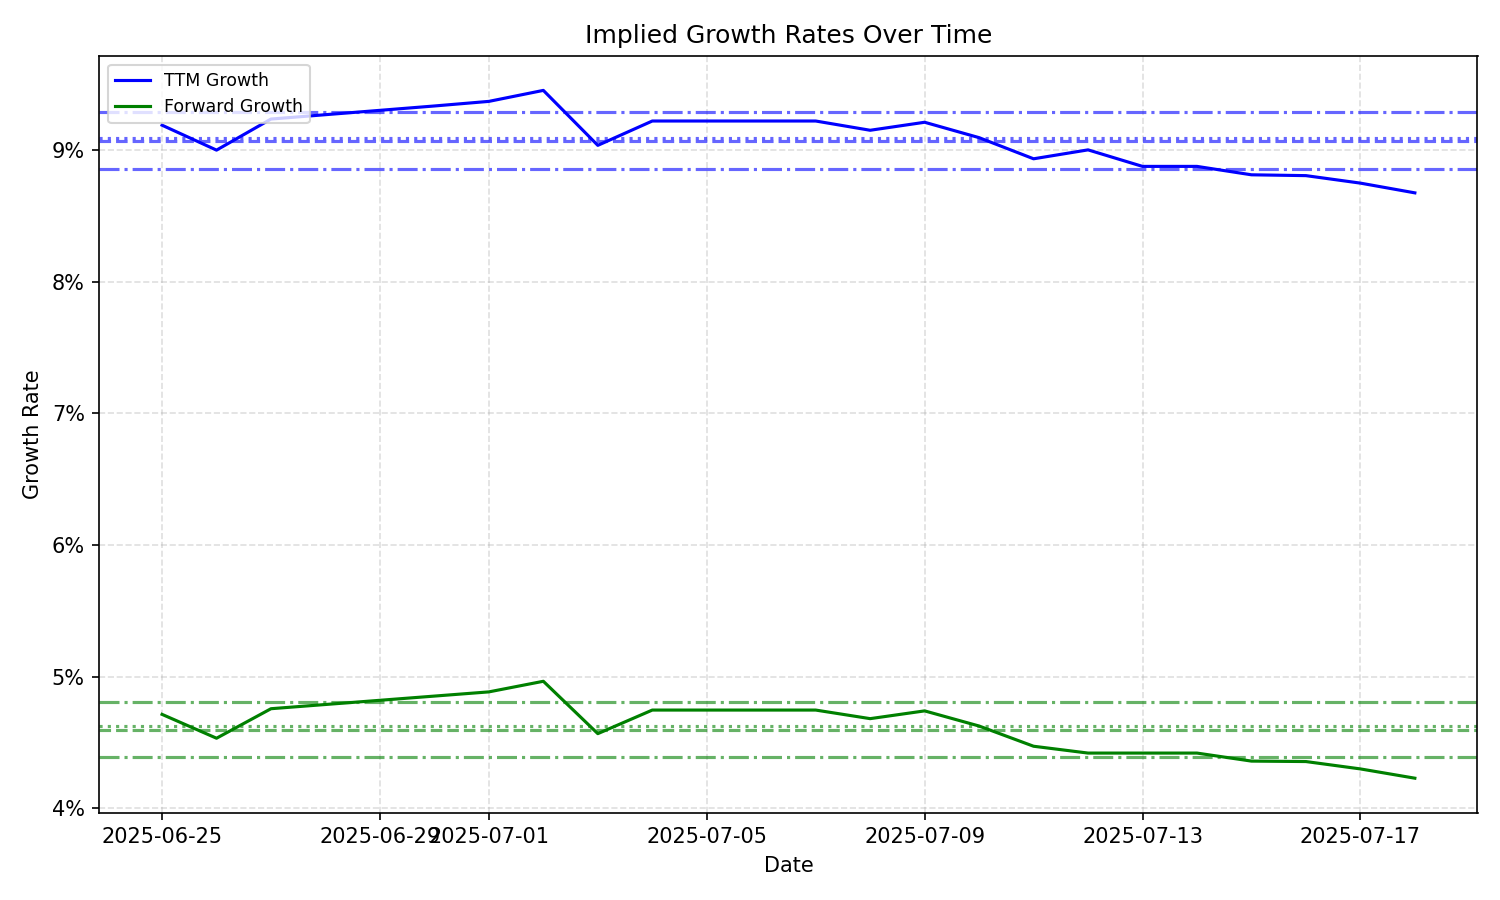 Implied Growth Rates Over Time
TTM Growth
Forward Growth
9%
8%
7%
6%
5%
4%
Growth Rate
2025-06-25
2025-06-29
2025-07-01
2025-07-05
2025-07-09
2025-07-13
2025-07-17
Date